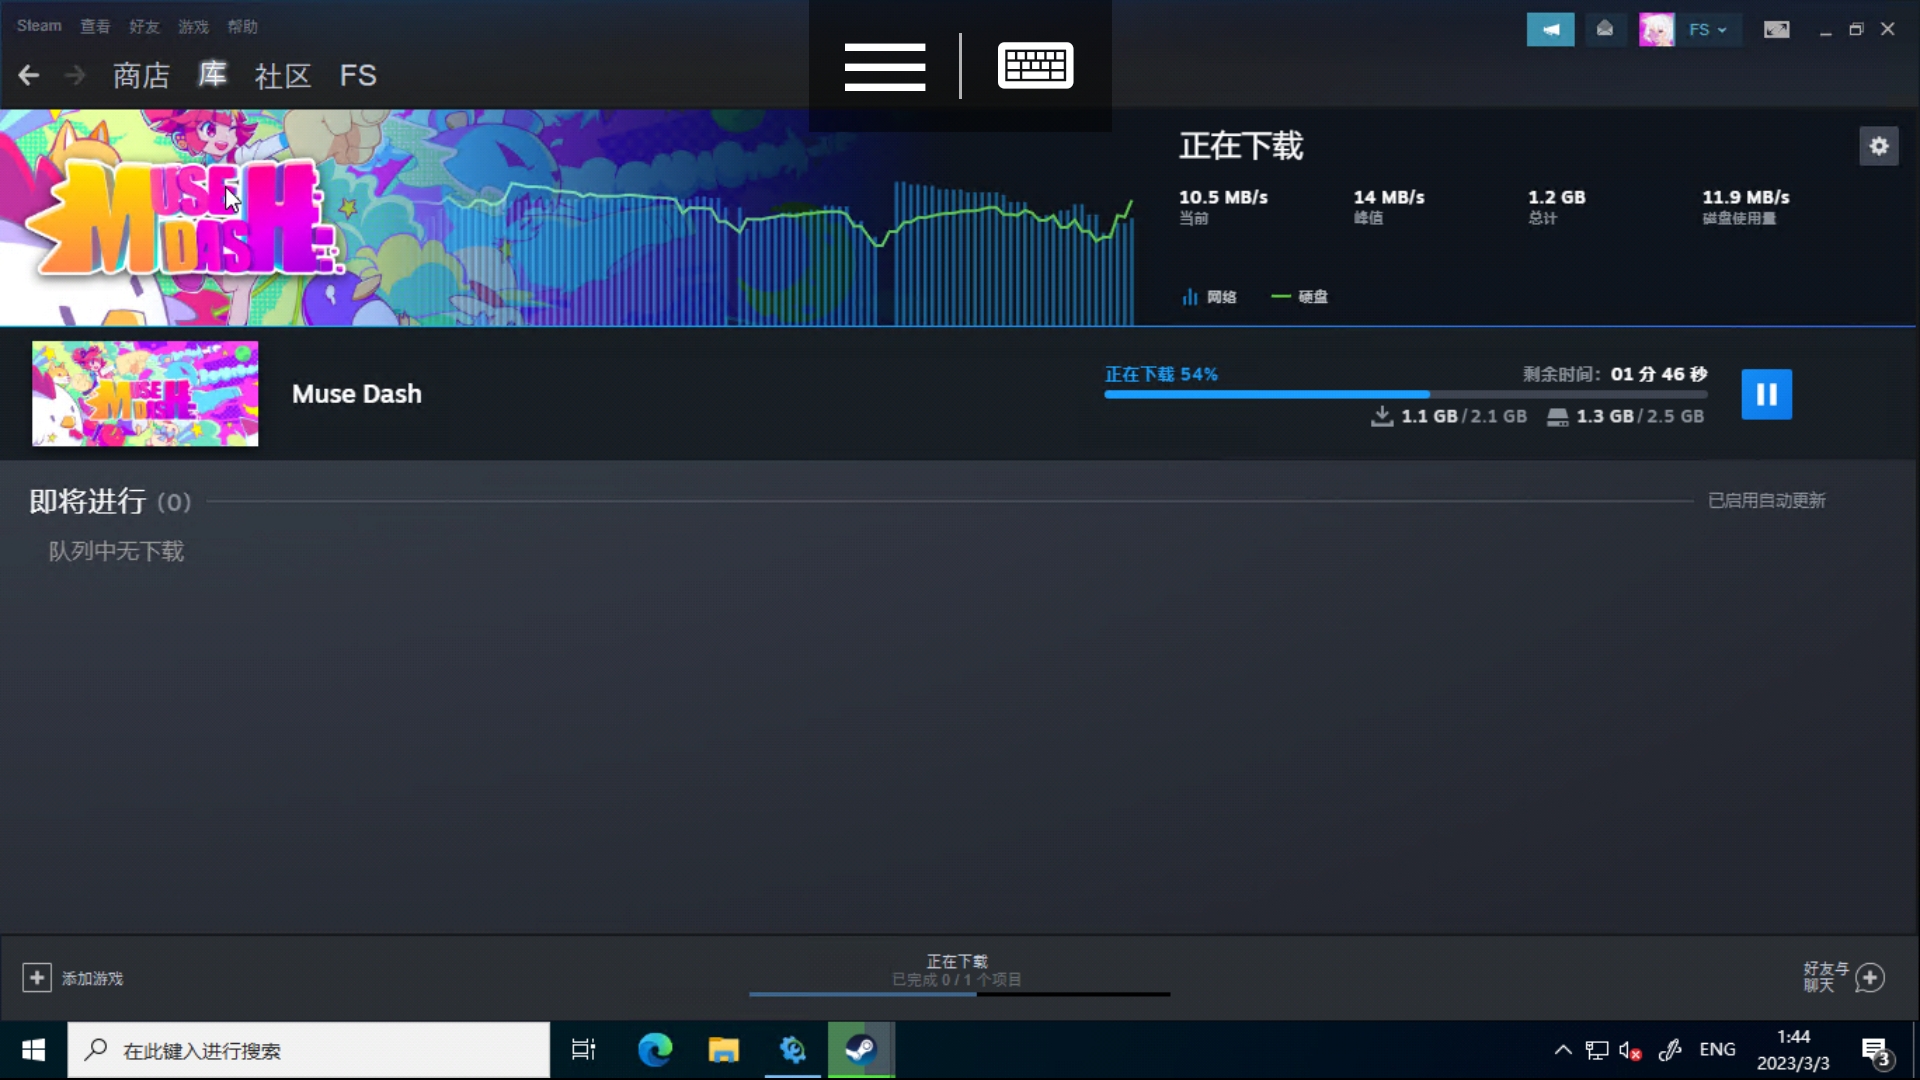 Steam 查看 好友 游戏 帮助
FS
商店 库 社区 FS
MUSE DASH
正在下载
10.5 MB/s 14 MB/s 1.2 GB 11.9 MB/s
当前 峰值 总计 磁盘使用量
网络 硬盘
MUSE DASH
Muse Dash
正在下载 54% 剩余时间: 01 分 46 秒
1.1 GB / 2.1 GB 1.3 GB / 2.5 GB
即将进行 (0) 已启用自动更新
队列中无下载
添加游戏
正在下载
已完成 0 / 1 个项目
好友与
聊天
在此键入进行搜索
ENG
1:44
2023/3/3
3